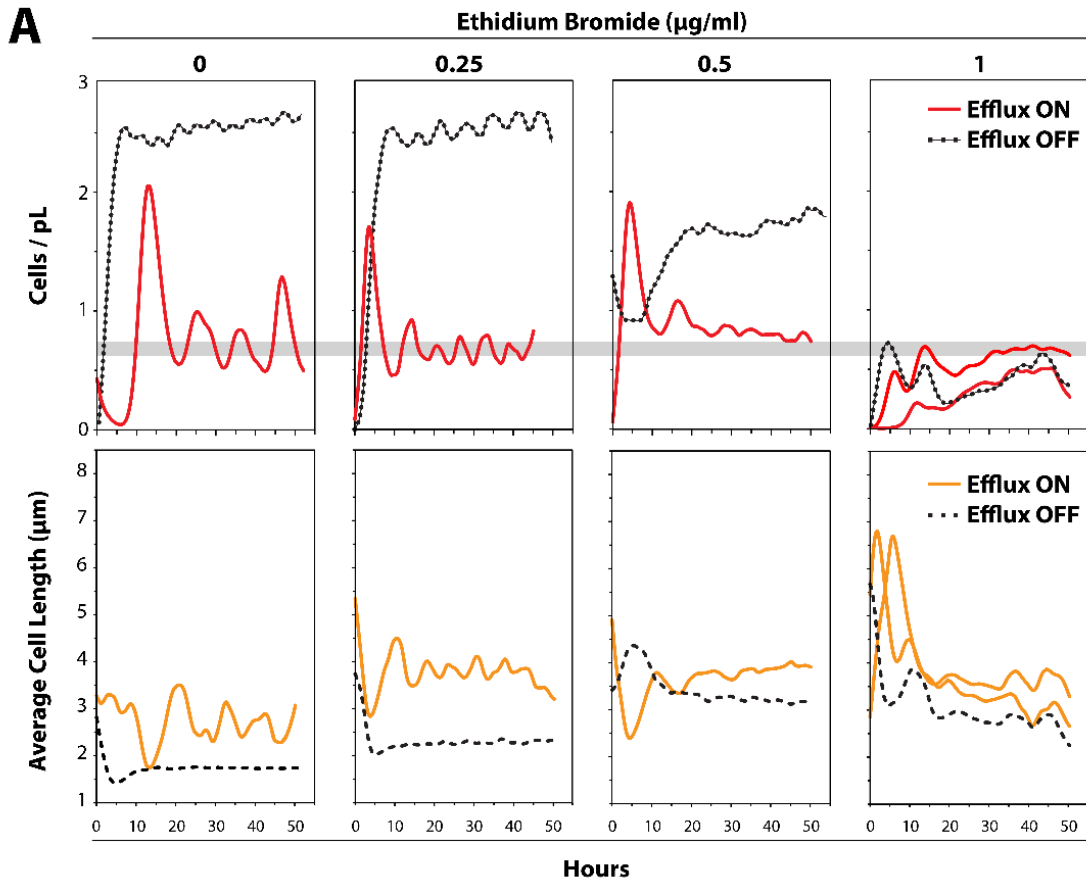 A
Ethidium Bromide (µg/ml)
0 0.25 0.5 1
3
2
1
0
Cells / pL
Efflux ON
Efflux OFF
8
7
6
5
4
3
2
1
Average Cell Length (µm)
Efflux ON
Efflux OFF
0 10 20 30 40 50 0 10 20 30 40 50 0 10 20 30 40 50 0 10 20 30 40 50
Hours